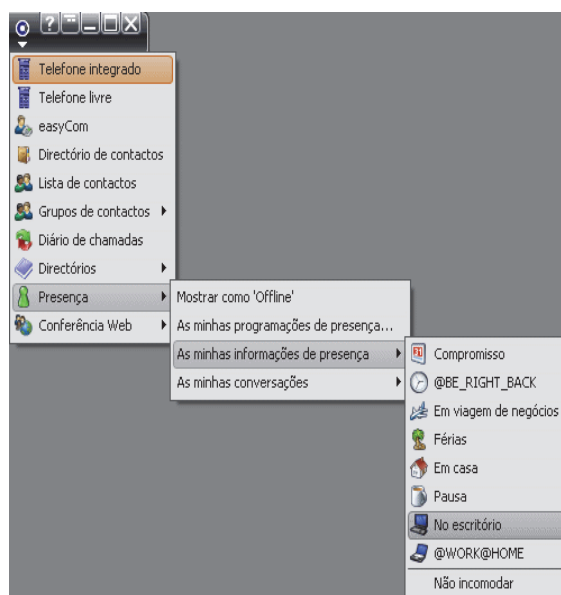 Telefone integrado
Telefone livre
easyCom
Directório de contactos
Lista de contactos
Grupos de contactos
Diário de chamadas
Directórios
Presença
Conferência Web
Mostrar como 'Offline'
As minhas programações de presença...
As minhas informações de presença
As minhas conversações
Compromisso
@BE_RIGHT_BACK
Em viagem de negócios
Férias
Em casa
Pausa
No escritório
@WORK@HOME
Não incomodar